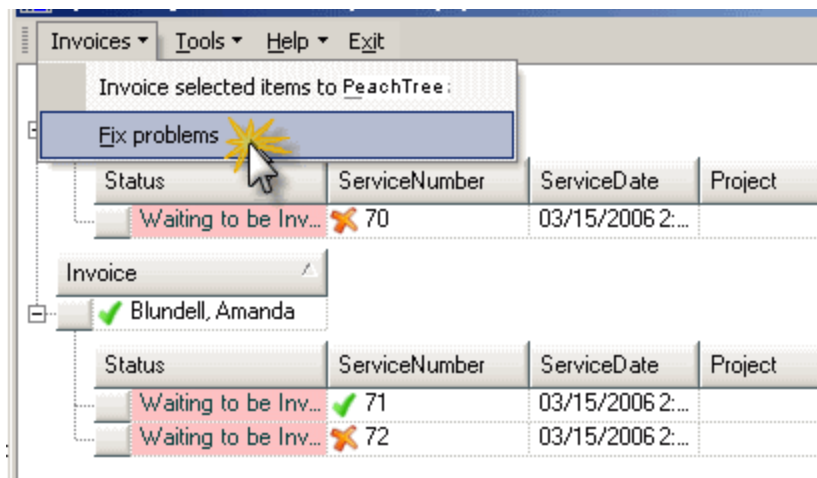 Invoices Tools Help Exit
Invoice selected items to PeachTree:
Fix problems
Status ServiceNumber ServiceDate Project
Waiting to be Inv... 70 03/15/2006 2:...
Invoice
Blundell, Amanda
Status ServiceNumber ServiceDate Project
Waiting to be Inv... 71 03/15/2006 2:...
Waiting to be Inv... 72 03/15/2006 2:...